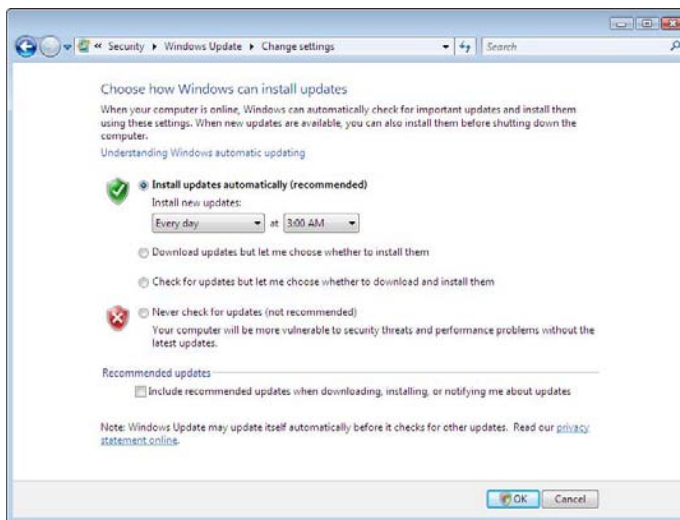 « Security ▸ Windows Update ▸ Change settings
Search
Choose how Windows can install updates
When your computer is online, Windows can automatically check for important updates and install them
using these settings. When new updates are available, you can also install them before shutting down the
computer.
Understanding Windows automatic updating
Install updates automatically (recommended)
Install new updates:
Every day at 3:00 AM
Download updates but let me choose whether to install them
Check for updates but let me choose whether to download and install them
Never check for updates (not recommended)
Your computer will be more vulnerable to security threats and performance problems without the
latest updates.
Recommended updates
Include recommended updates when downloading, installing, or notifying me about updates
Note: Windows Update may update itself automatically before it checks for other updates. Read our privacy
statement online.
OK Cancel